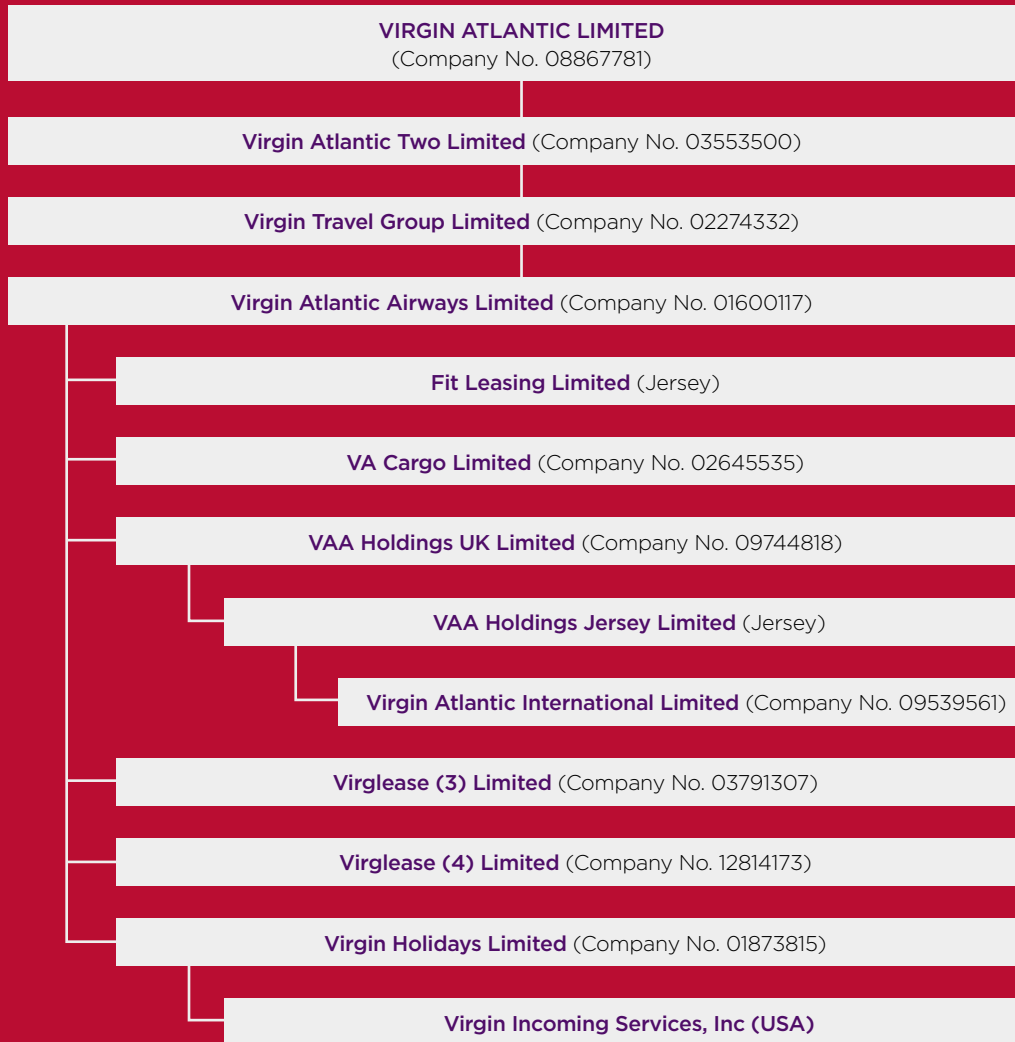 VIRGIN ATLANTIC LIMITED
(Company No. 08867781)
Virgin Atlantic Two Limited (Company No. 03553500)
Virgin Travel Group Limited (Company No. 02274332)
Virgin Atlantic Airways Limited (Company No. 01600117)
Fit Leasing Limited (Jersey)
VA Cargo Limited (Company No. 02645535)
VAA Holdings UK Limited (Company No. 09744818)
VAA Holdings Jersey Limited (Jersey)
Virgin Atlantic International Limited (Company No. 09539561)
Virglease (3) Limited (Company No. 03791307)
Virglease (4) Limited (Company No. 12814173)
Virgin Holidays Limited (Company No. 01873815)
Virgin Incoming Services, Inc (USA)